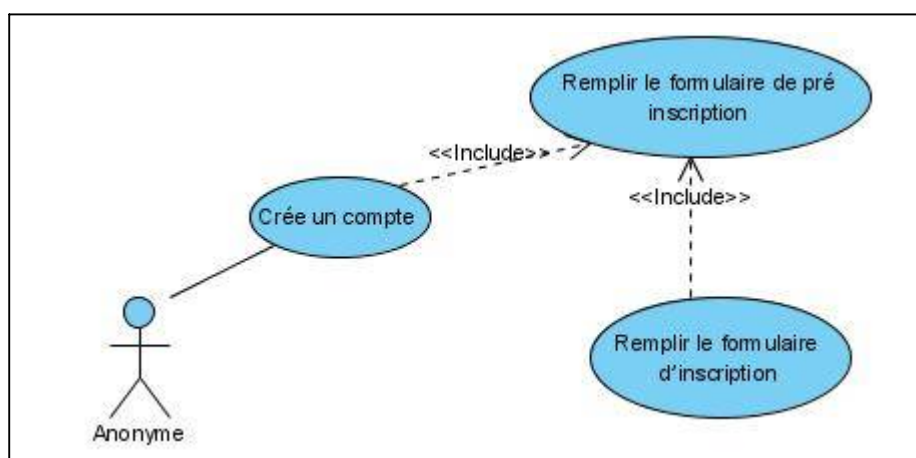 Remplir le formulaire de pré
inscription
<<Include>>
<<Include>>
Crée un compte
Remplir le formulaire
d'inscription
Anonyme